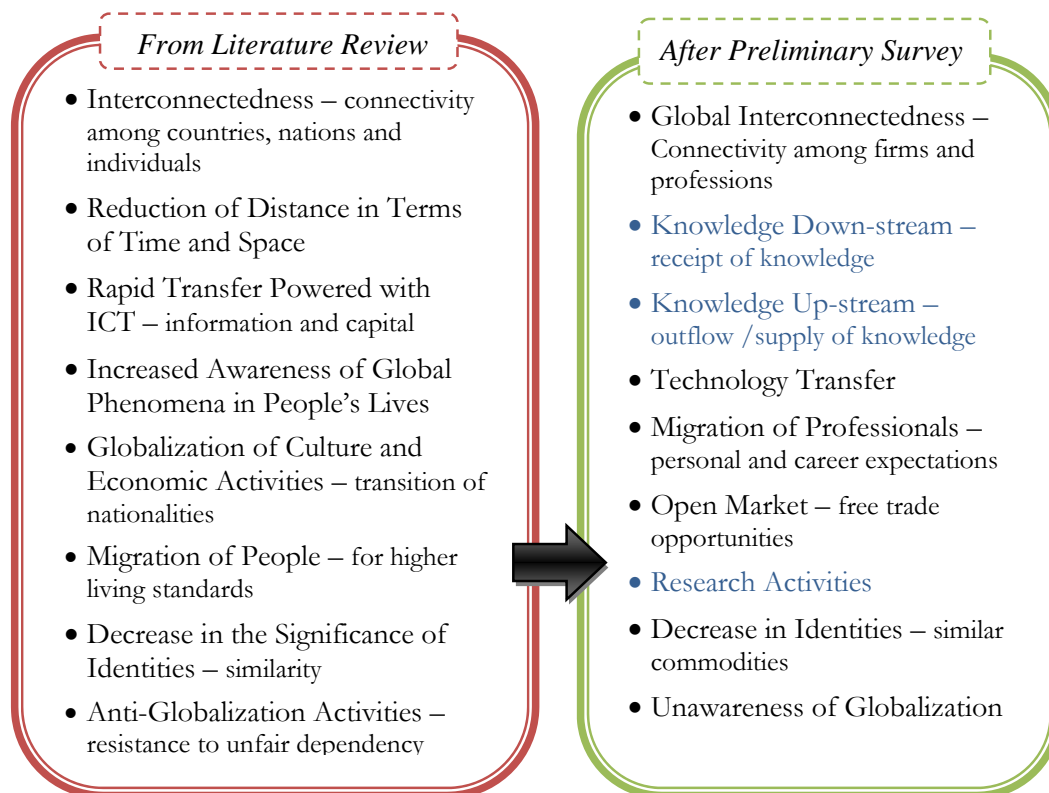 From Literature Review
• Interconnectedness – connectivity
among countries, nations and
individuals
• Reduction of Distance in Terms
of Time and Space
• Rapid Transfer Powered with
ICT – information and capital
• Increased Awareness of Global
Phenomena in People's Lives
• Globalization of Culture and
Economic Activities – transition of
nationalities
• Migration of People – for higher
living standards
• Decrease in the Significance of
Identities – similarity
• Anti-Globalization Activities –
resistance to unfair dependency
After Preliminary Survey
• Global Interconnectedness –
Connectivity among firms and
professions
• Knowledge Down-stream –
receipt of knowledge
• Knowledge Up-stream –
outflow /supply of knowledge
• Technology Transfer
• Migration of Professionals –
personal and career expectations
• Open Market – free trade
opportunities
• Research Activities
• Decrease in Identities – similar
commodities
• Unawareness of Globalization